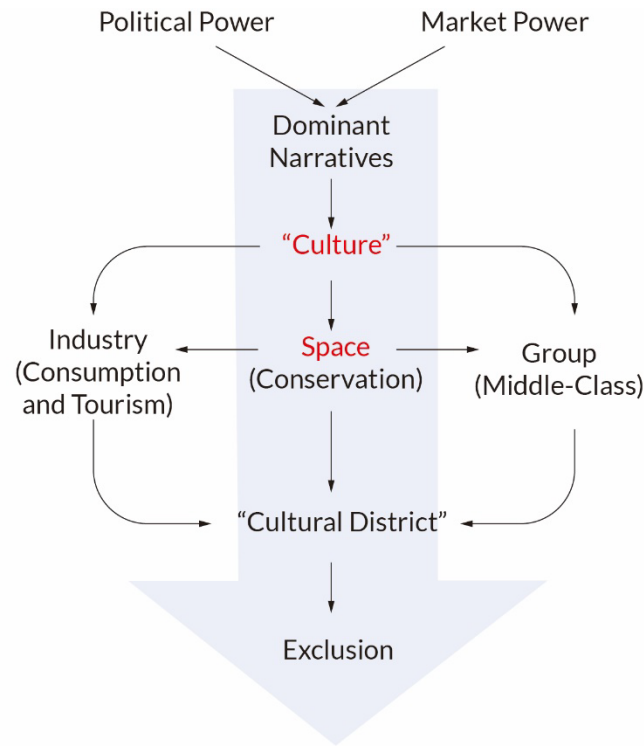 Political Power
Market Power
Dominant
Narratives
“Culture”
Industry
(Consumption
and Tourism)
Space
(Conservation)
Group
(Middle-Class)
“Cultural District”
Exclusion